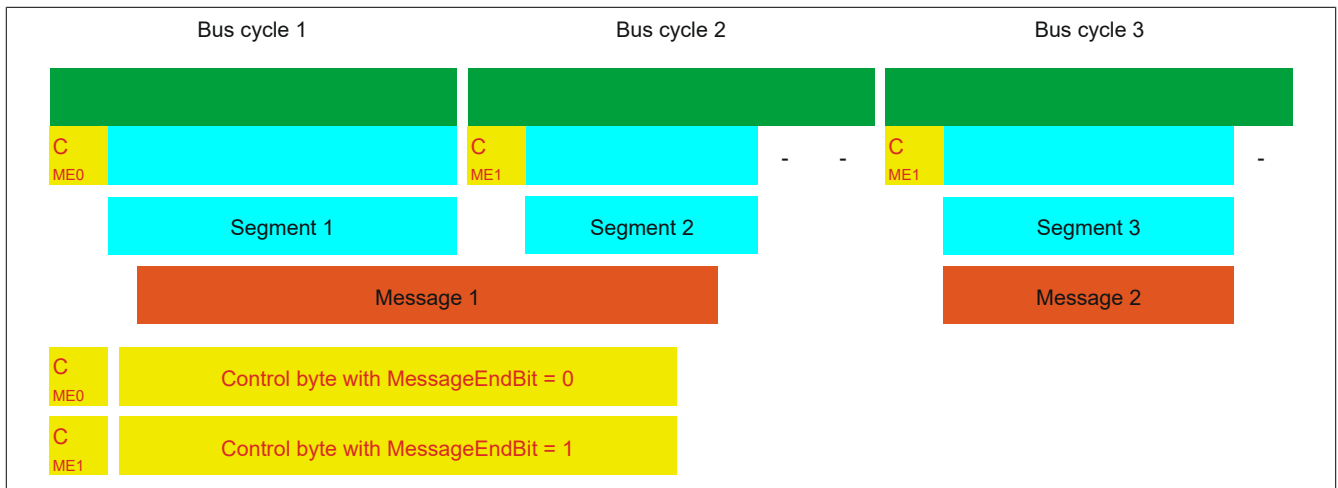 Bus cycle 1 Bus cycle 2 Bus cycle 3
C C - - C -
ME0 ME1 ME1
Segment 1 Segment 2 Segment 3
Message 1 Message 2
C
ME0
Control byte with MessageEndBit = 0
C
ME1
Control byte with MessageEndBit = 1